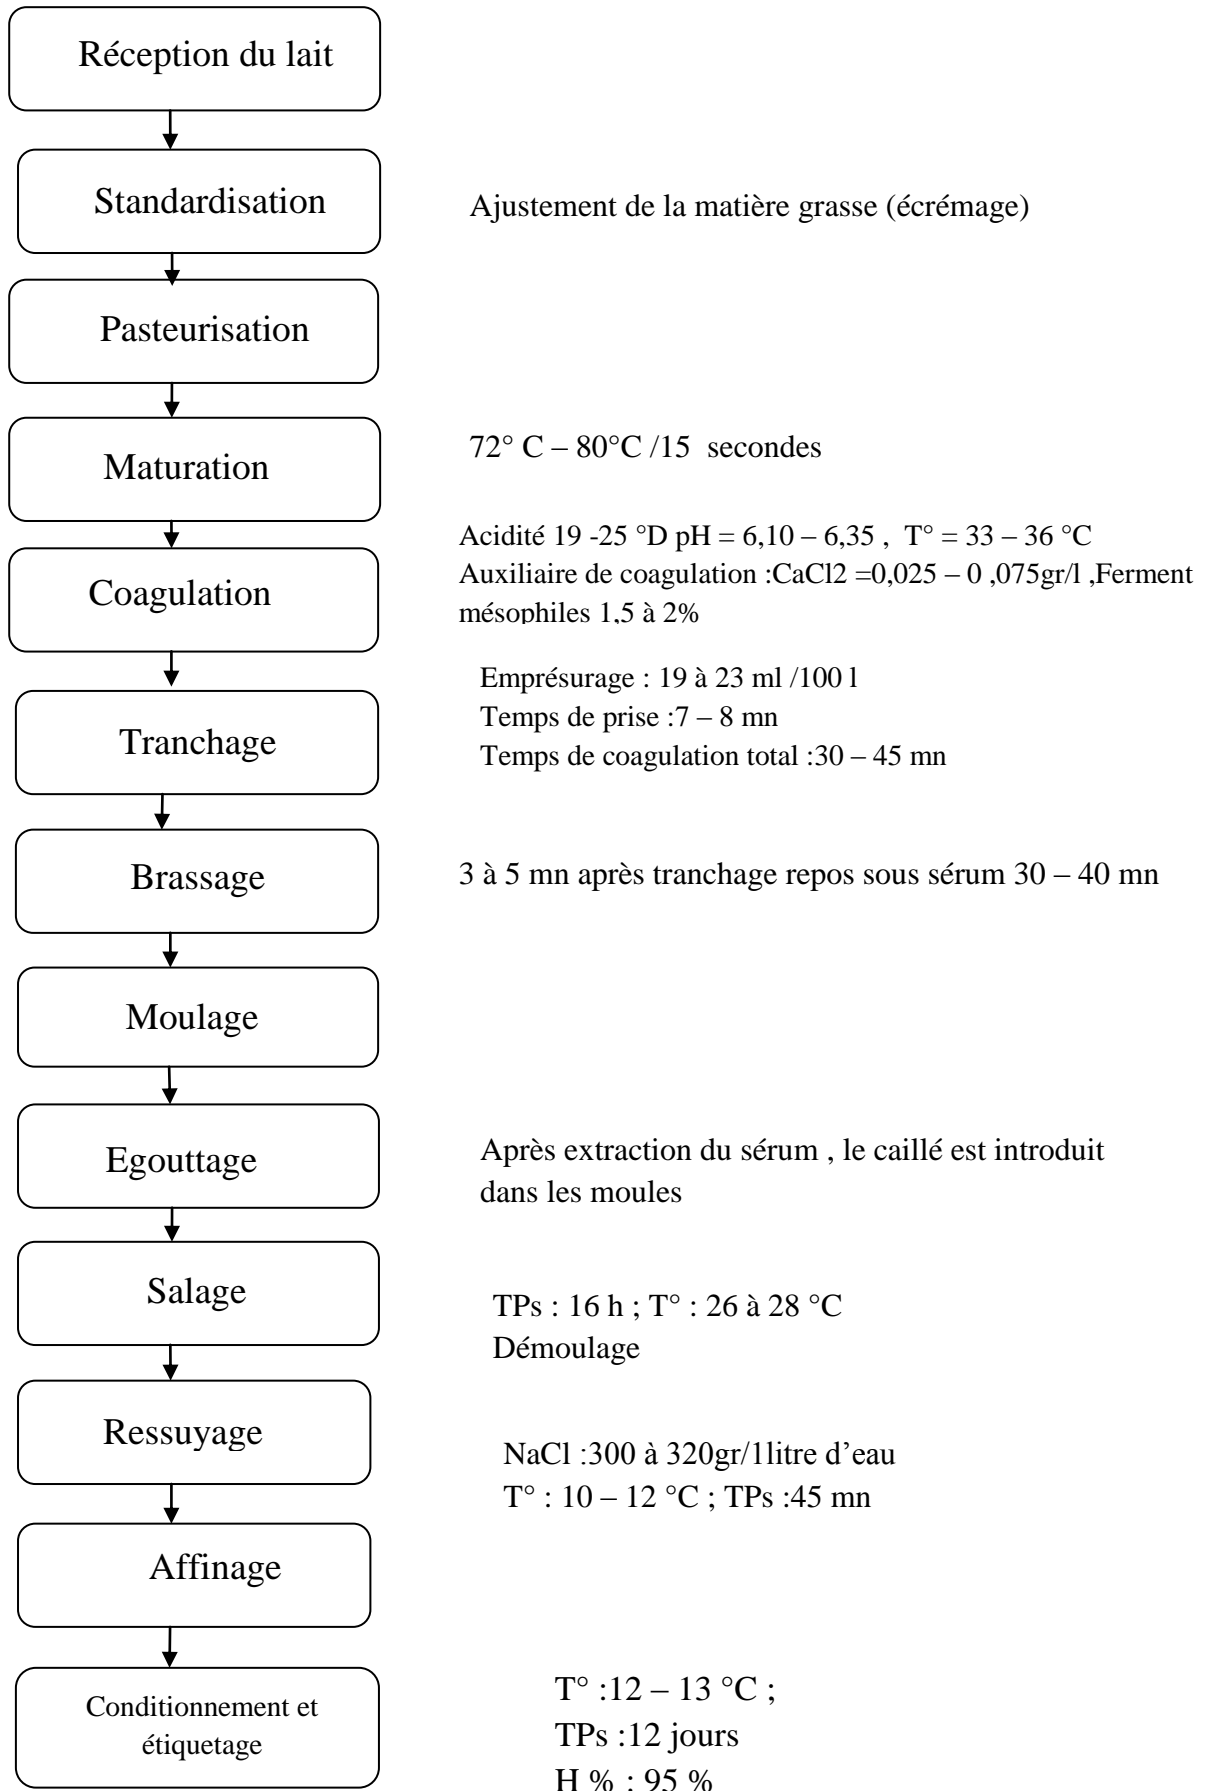 Réception du lait
Standardisation
Ajustement de la matière grasse (écrémage)
Pasteurisation
Maturation
72° C – 80°C /15 secondes
Coagulation
Acidité 19 -25 °D pH = 6,10 – 6,35 , T° = 33 – 36 °C
Auxiliaire de coagulation :CaCl2 =0,025 – 0 ,075gr/l ,Ferment
mésophiles 1,5 à 2%
Tranchage
Emprésurage : 19 à 23 ml /100 l
Temps de prise :7 – 8 mn
Temps de coagulation total :30 – 45 mn
Brassage
3 à 5 mn après tranchage repos sous sérum 30 – 40 mn
Moulage
Egouttage
Après extraction du sérum , le caillé est introduit
dans les moules
Salage
TPs : 16 h ; T° : 26 à 28 °C
Démoulage
Ressuyage
NaCl :300 à 320gr/1litre d’eau
T° : 10 – 12 °C ; TPs :45 mn
Affinage
Conditionnement et
étiquetage
T° :12 – 13 °C ;
TPs :12 jours
H % : 95 %